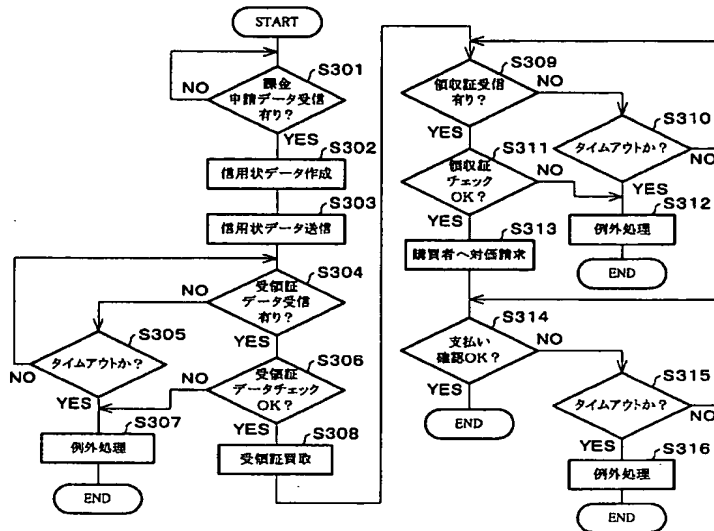 START
S301
NO
課金
申請データ受信
有り?
YES
S302
信用状データ作成
S303
信用状データ送信
S304
NO
受領証
データ受信
有り?
YES
S305
タイムアウトか?
NO
YES
S306
NO
受領証
データチェック
OK?
YES
S307
例外処理
END
S308
受領証買取
S309
領収証受信
有り?
NO
YES
S310
タイムアウトか?
NO
YES
S311
領収証
チェック
OK?
NO
YES
S312
例外処理
END
S313
購買者へ対価請求
S314
支払い
確認OK?
NO
YES
END
S315
タイムアウトか?
NO
YES
S316
例外処理
END